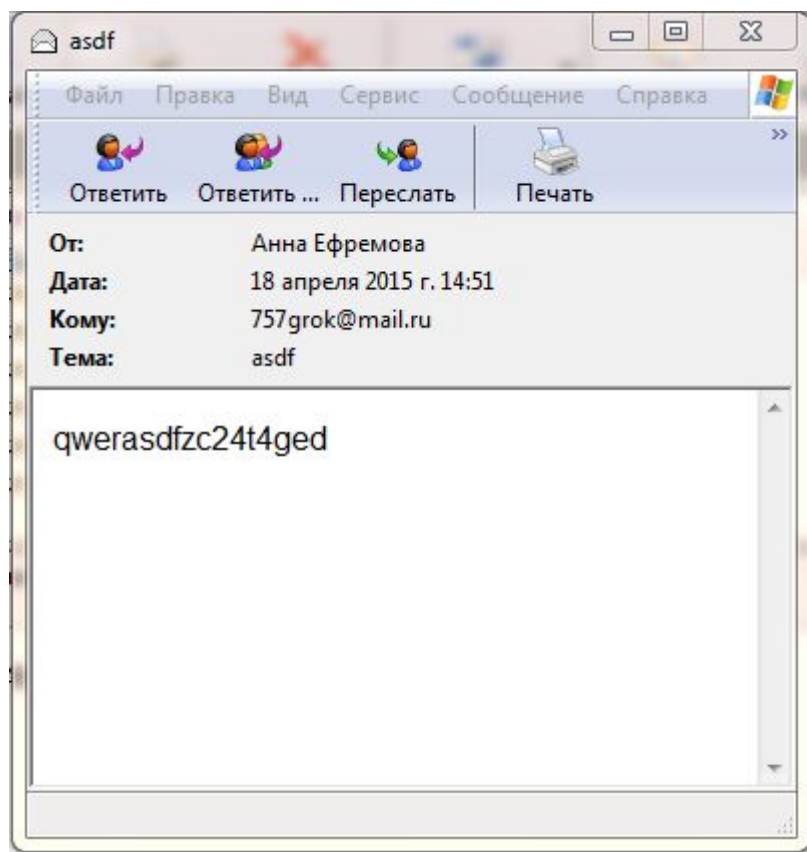 asdf
Файл Правка Вид Сервис Сообщение Справка
Ответить Ответить ... Переслать Печать
От: Анна Ефремова
Дата: 18 апреля 2015 г. 14:51
Кому: 757grok@mail.ru
Тема: asdf
qwerasdfzc24t4ged